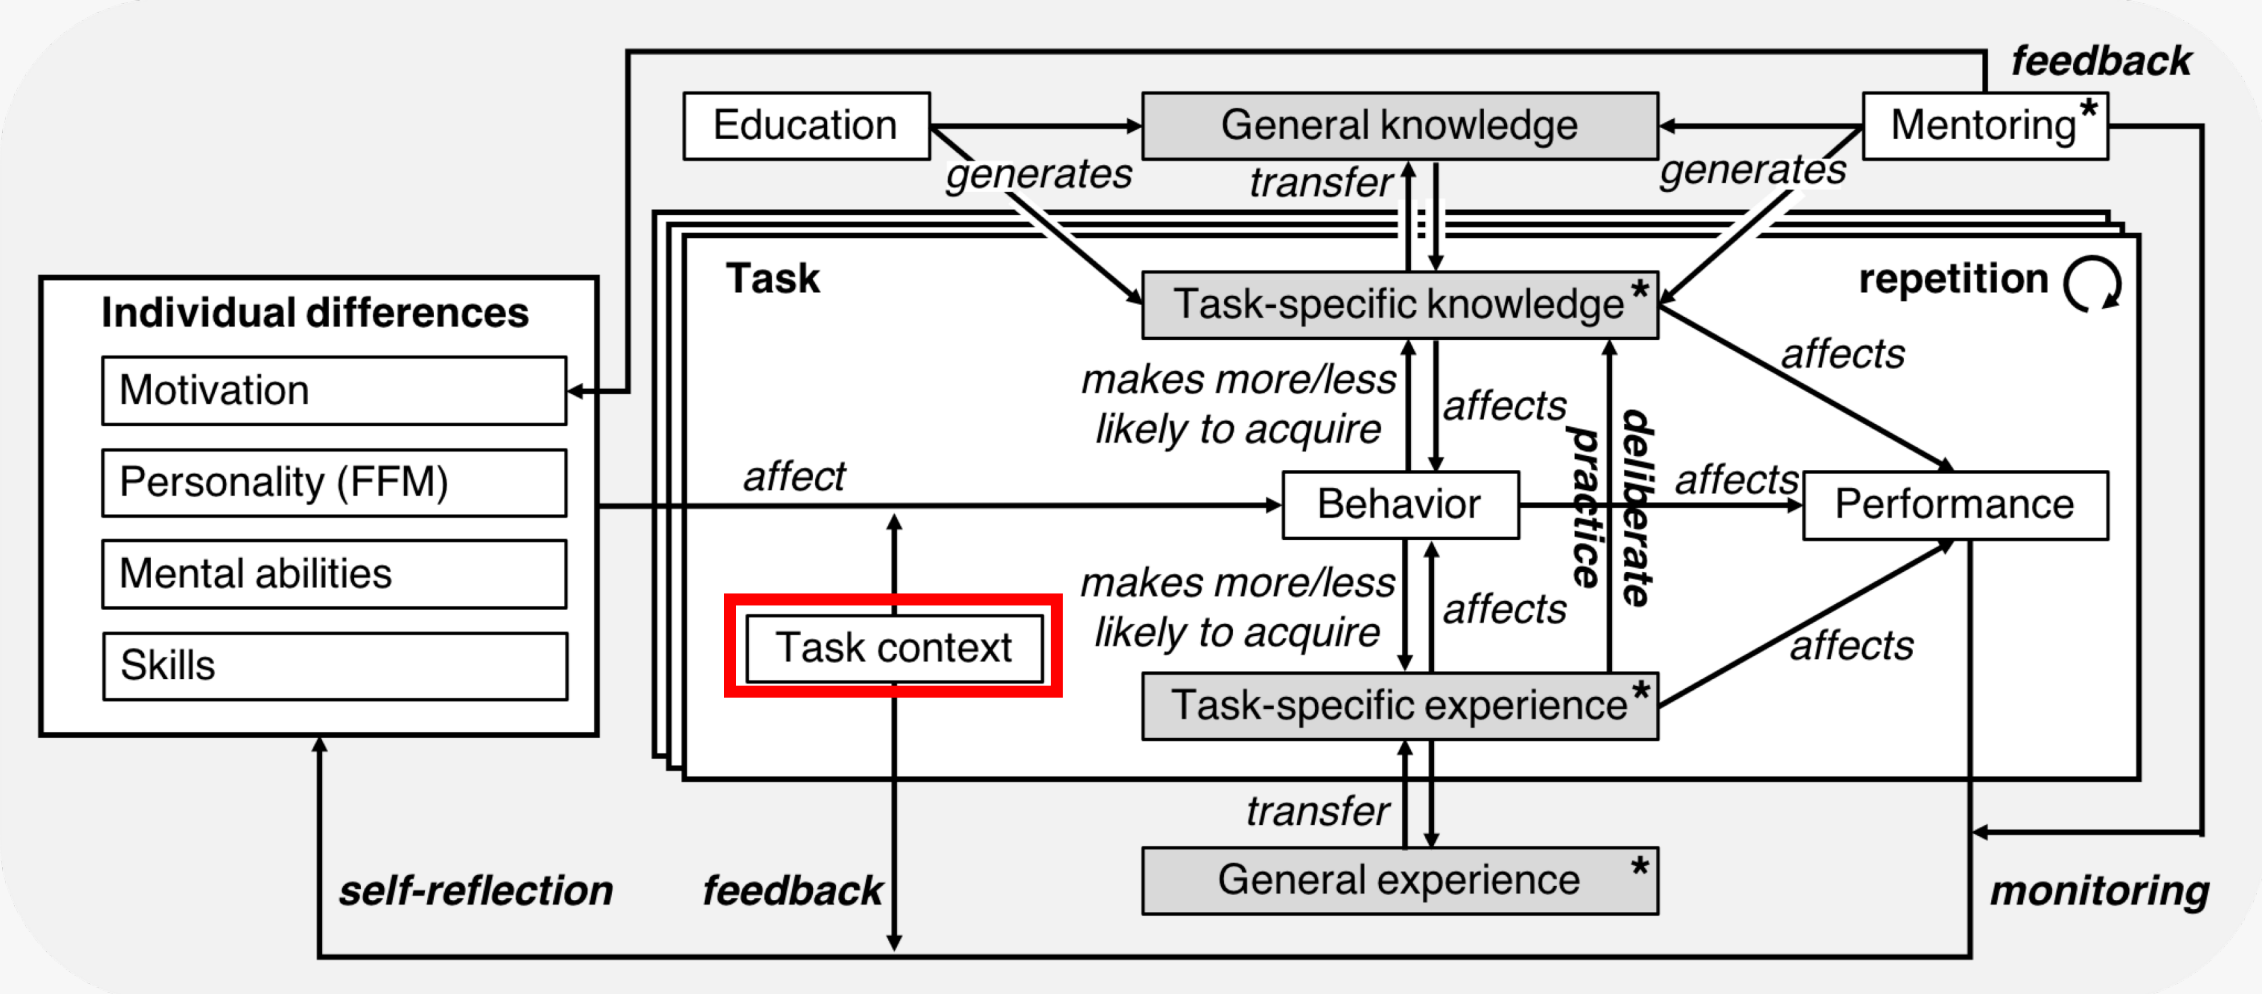 feedback
Education
General knowledge
Mentoring*
generates
transfer
generates
Task
repetition
Individual differences
Task-specific knowledge*
Motivation
Personality (FFM)
Mental abilities
Skills
makes more/less
likely to acquire
affects
affects
deliberate
practice
affect
Behavior
affects
Performance
Task context
makes more/less
likely to acquire
affects
affects
Task-specific experience*
transfer
General experience *
self-reflection
feedback
monitoring